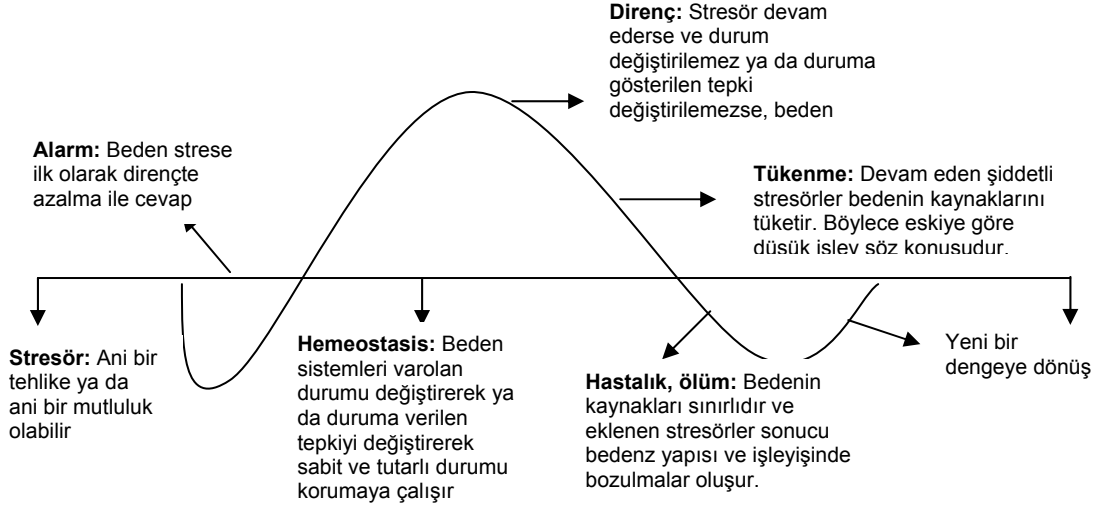 Direnç: Stresör devam
ederse ve durum
değiştirilemez ya da duruma
gösterilen tepki
değiştirilemezse, beden
Alarm: Beden strese
ilk olarak dirençte
azalma ile cevap
Tükenme: Devam eden şiddetli
stresörler bedenin kaynaklarını
tüketir. Böylece eskiye göre
düşük işlev söz konusudur.
Stresör: Ani bir
tehlike ya da
ani bir mutluluk
olabilir
Hemeostasis: Beden
sistemleri varolan
durumu değiştirerek ya
da duruma verilen
tepkiyi değiştirerek
sabit ve tutarlı durumu
korumaya çalışır
Hastalık, ölüm: Bedenin
kaynakları sınırlıdır ve
eklenen stresörler sonucu
bedenz yapısı ve işleyişinde
bozulmalar oluşur.
Yeni bir
dengeye dönüş